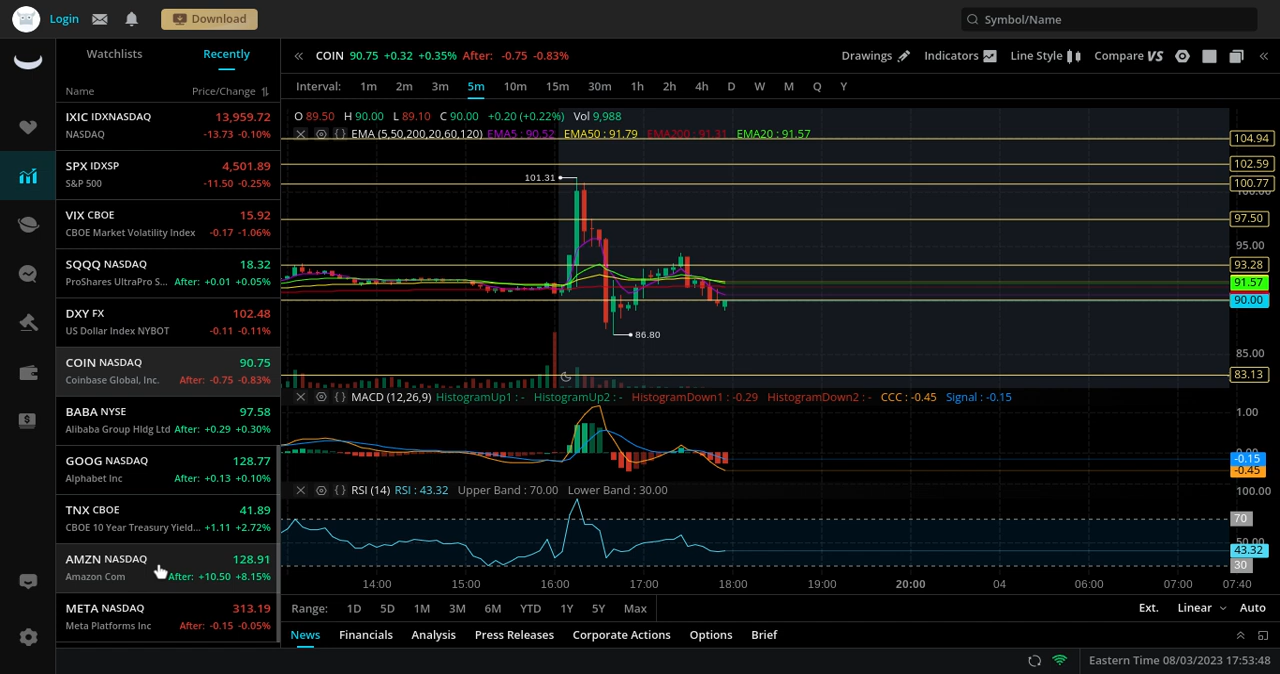 Login Download Symbol/Name
Watchlists Recently
Name Price/Change
IXIC IDXNASDAQ 13,959.72
NASDAQ -13.73 -0.10%
SPX IDXSP 4,501.89
S&P 500 -11.50 -0.25%
VIX CBOE 15.92
CBOE Market Volatility Index -0.17 -1.06%
SQQQ NASDAQ 18.32
ProShares UltraPro S... After: +0.01 +0.05%
DXY FX 102.48
US Dollar Index NYBOT -0.11 -0.11%
COIN NASDAQ 90.75
Coinbase Global, Inc. After: -0.75 -0.83%
BABA NYSE 97.58
Alibaba Group Hldg Ltd After: +0.29 +0.30%
GOOG NASDAQ 128.77
Alphabet Inc After: +0.13 +0.10%
TNX CBOE 41.89
CBOE 10 Year Treasury Yield... +1.11 +2.72%
AMZN NASDAQ 128.91
Amazon Com After: +10.50 +8.15%
META NASDAQ 313.19
Meta Platforms Inc After: -0.15 -0.05%
COIN 90.75 +0.32 +0.35% After: -0.75 -0.83% Drawings Indicators Line Style Compare VS
Interval: 1m 2m 3m 5m 10m 15m 30m 1h 2h 4h D W M Q Y
O 89.50 H 90.00 L 89.10 C 90.00 +0.20 (+0.22%) Vol 9,988
EMA (5,50,200,20,60,120) EMA5 : 90.52 EMA50 : 91.79 EMA200 : 91.31 EMA20 : 91.57
104.94
102.59
101.31
100.77
97.50
95.00
93.28
91.57
90.00
86.80
85.00
83.13
MACD (12,26,9) HistogramUp1 : - HistogramUp2 : - HistogramDown1 : -0.29 HistogramDown2 : - CCC : -0.45 Signal : -0.15
1.00
-0.15
-0.45
RSI (14) RSI : 43.32 Upper Band : 70.00 Lower Band : 30.00 100.00
70
43.32
30
14:00 15:00 16:00 17:00 18:00 19:00 20:00 04 06:00 07:00 07:40
Range: 1D 5D 1M 3M 6M YTD 1Y 5Y Max Ext. Linear Auto
News Financials Analysis Press Releases Corporate Actions Options Brief
Eastern Time 08/03/2023 17:53:48